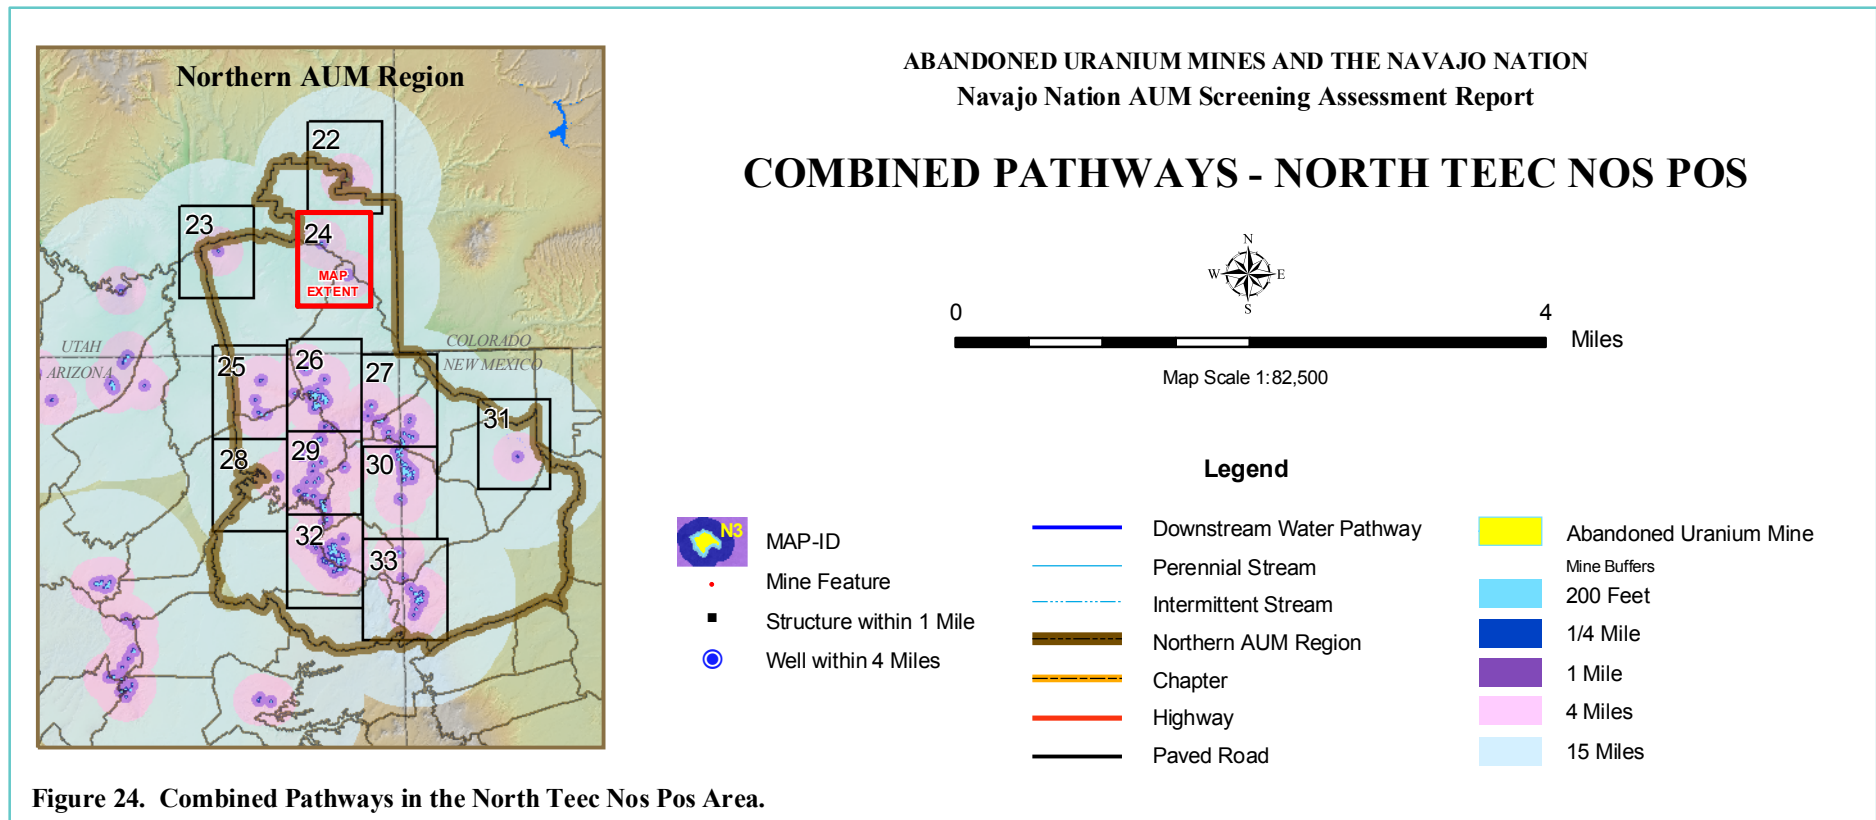 Northern AUM Region
22
23
24
MAP
EXTENT
UTAH
ARIZONA
COLORADO
NEW MEXICO
25
26
27
28
29
30
31
32
33
ABANDONED URANIUM MINES AND THE NAVAJO NATION
Navajo Nation AUM Screening Assessment Report
COMBINED PATHWAYS - NORTH TEEC NOS POS
N
W E
S
0 4
Miles
Map Scale 1:82,500
Legend
N3
MAP-ID
Mine Feature
Structure within 1 Mile
Well within 4 Miles
Downstream Water Pathway
Perennial Stream
Intermittent Stream
Northern AUM Region
Chapter
Highway
Paved Road
Abandoned Uranium Mine
Mine Buffers
200 Feet
1/4 Mile
1 Mile
4 Miles
15 Miles
Figure 24. Combined Pathways in the North Teec Nos Pos Area.